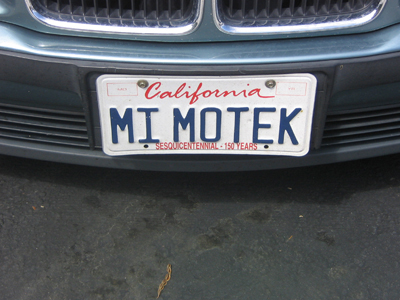 California
MI MOTEK
SESQUICENTENNIAL - 150 YEARS